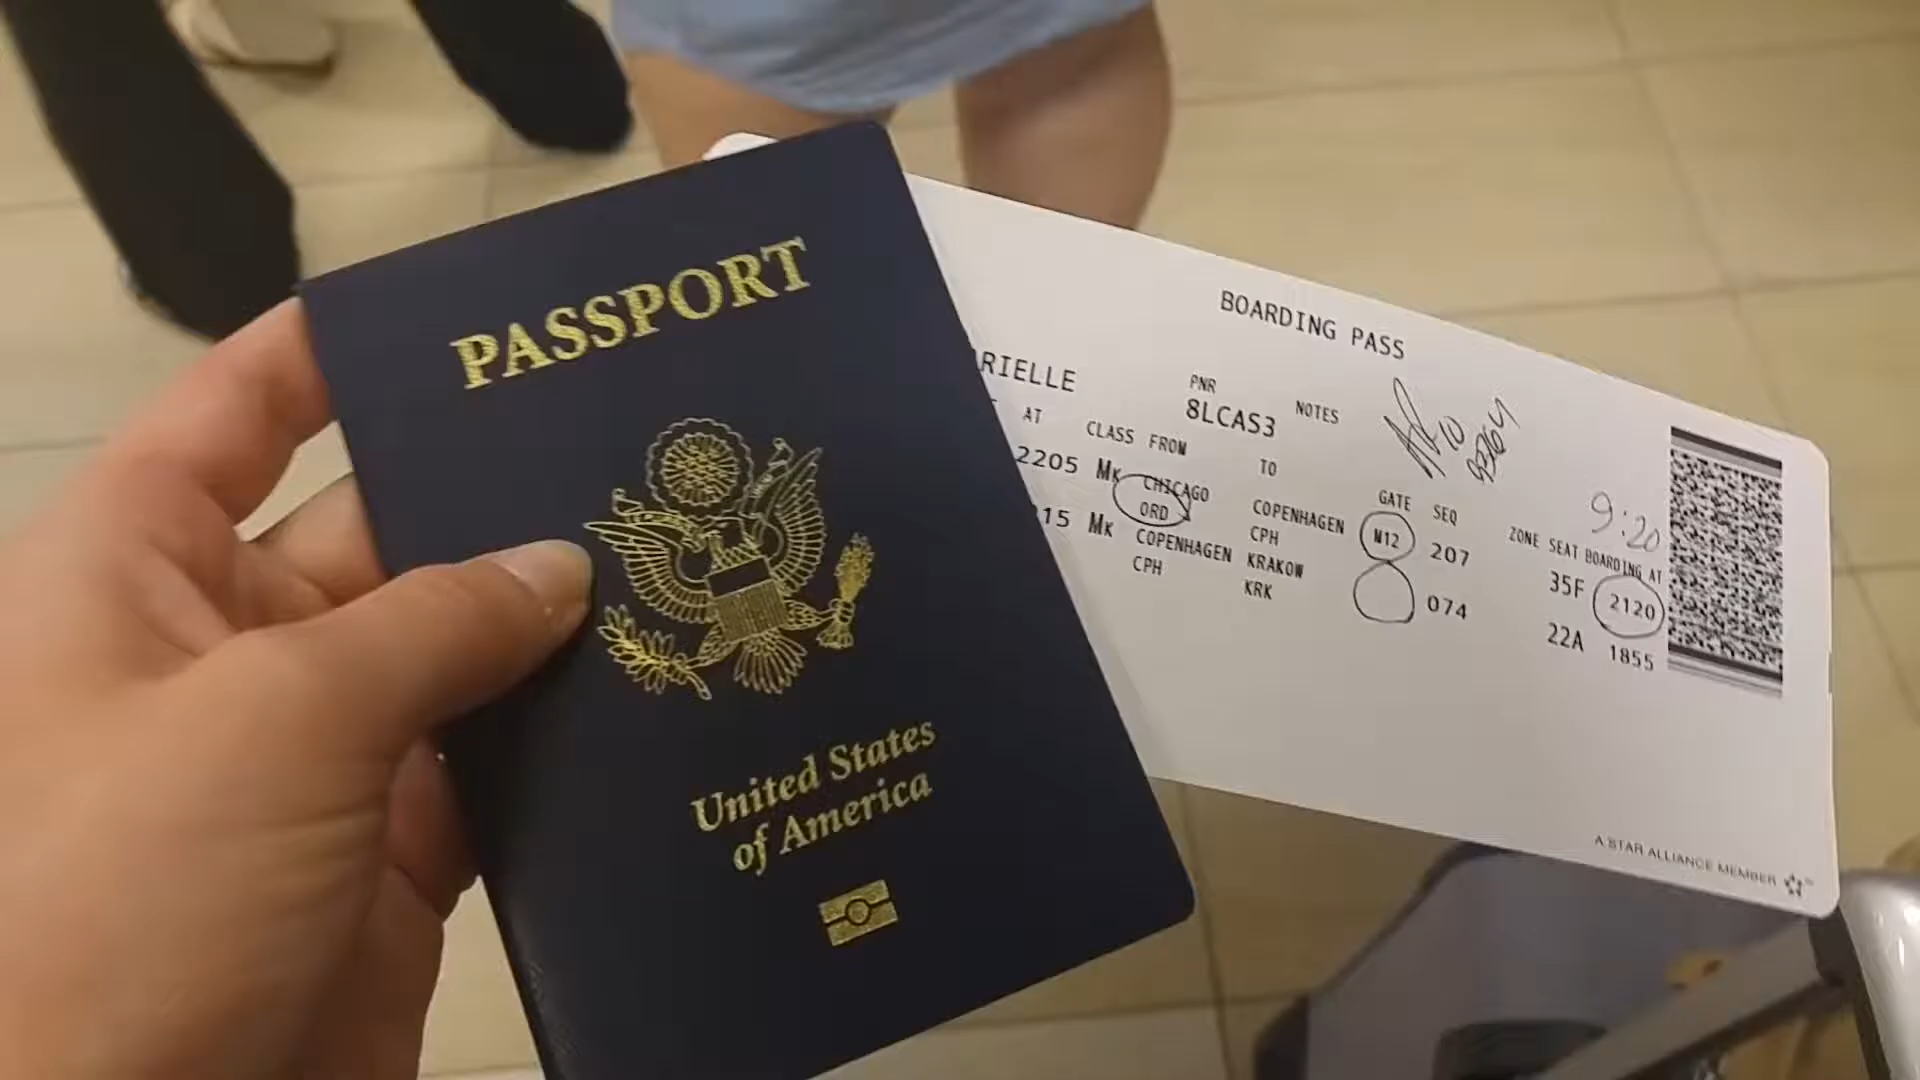 PASSPORT
United States
of America
BOARDING PASS
RIELLE
PNR
8LCAS3
NOTES
AT CLASS FROM TO GATE SEQ ZONE SEAT BOARDING AT
9:20
2205 MK CHICAGO COPENHAGEN M12 207 35F 2120
ORD CPH
15 MK COPENHAGEN KRAKOW 074 22A 1855
CPH KRK
A STAR ALLIANCE MEMBER